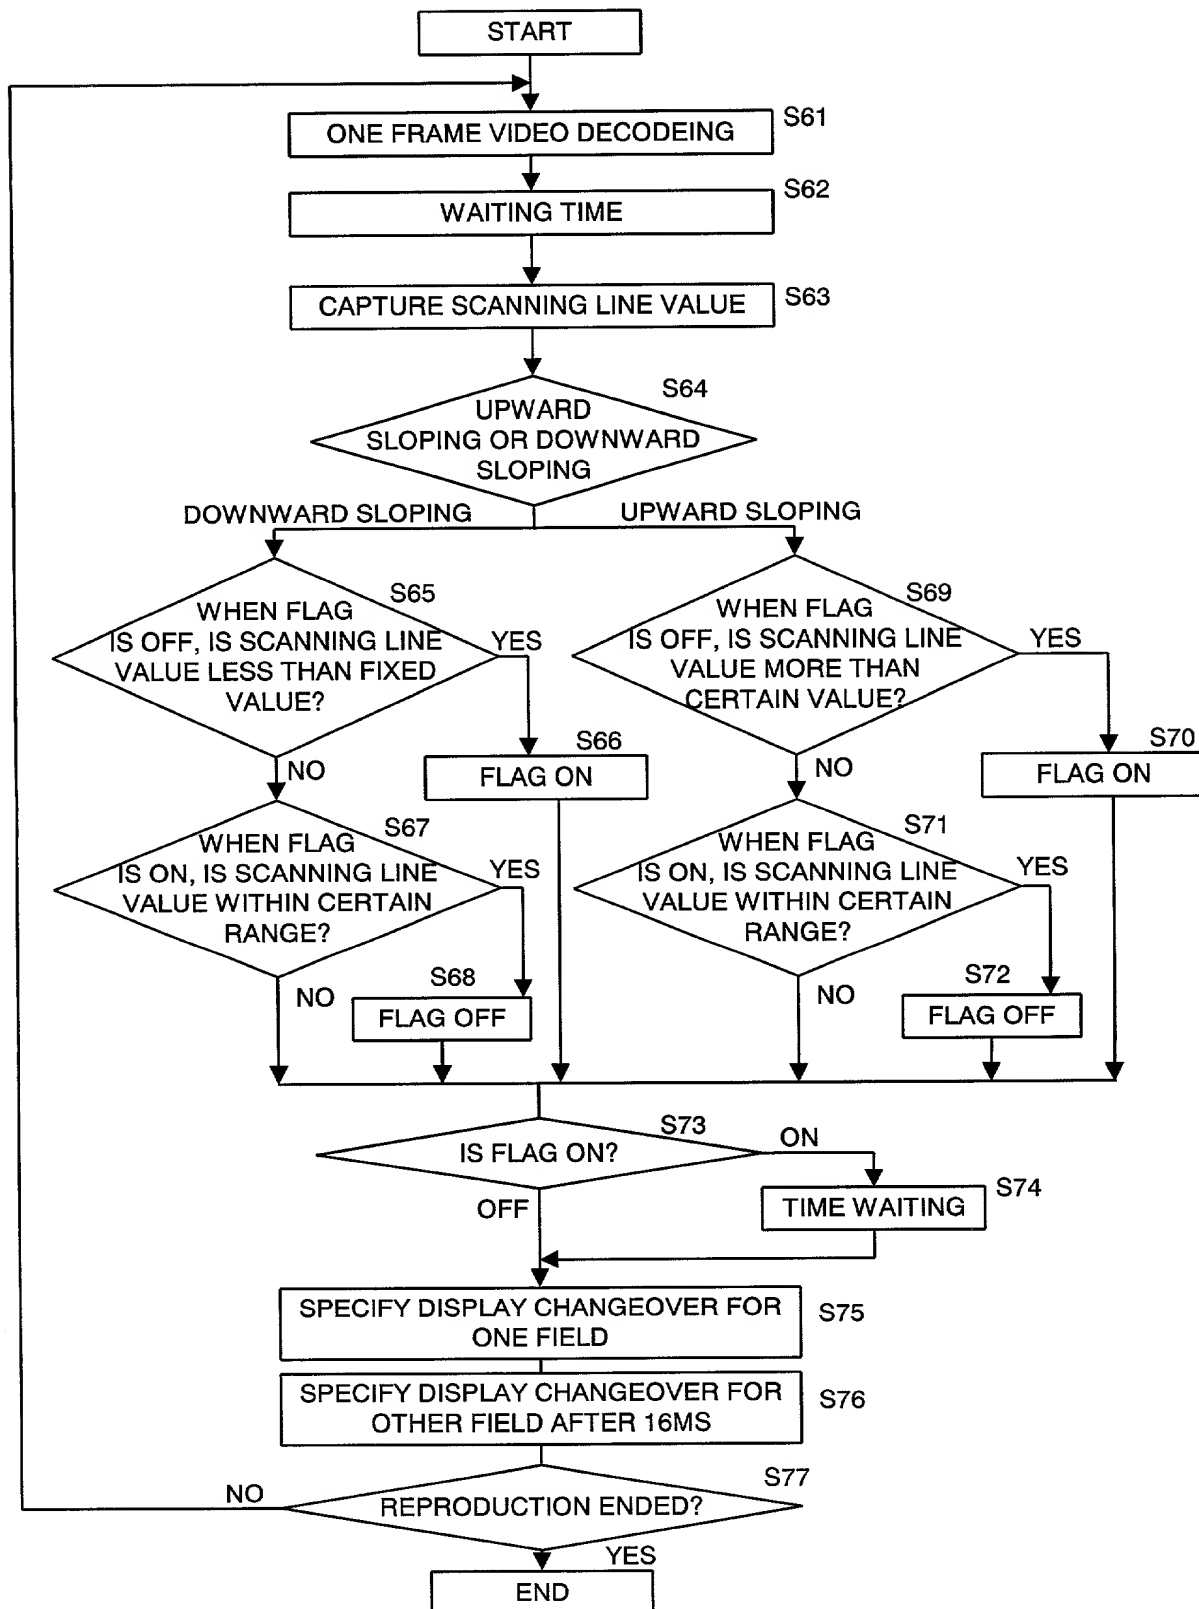 START
ONE FRAME VIDEO DECODEING
S61
WAITING TIME
S62
CAPTURE SCANNING LINE VALUE
S63
S64
UPWARD
SLOPING OR DOWNWARD
SLOPING
DOWNWARD SLOPING
UPWARD SLOPING
S65
WHEN FLAG
IS OFF, IS SCANNING LINE
VALUE LESS THAN FIXED
VALUE?
YES
S69
WHEN FLAG
IS OFF, IS SCANNING LINE
VALUE MORE THAN
CERTAIN VALUE?
YES
S66
FLAG ON
NO
S70
FLAG ON
NO
S67
WHEN FLAG
IS ON, IS SCANNING LINE
VALUE WITHIN CERTAIN
RANGE?
YES
S71
WHEN FLAG
IS ON, IS SCANNING LINE
VALUE WITHIN CERTAIN
RANGE?
YES
S68
FLAG OFF
NO
S72
FLAG OFF
NO
S73
IS FLAG ON?
ON
OFF
S74
TIME WAITING
SPECIFY DISPLAY CHANGEOVER FOR
ONE FIELD
S75
SPECIFY DISPLAY CHANGEOVER FOR
OTHER FIELD AFTER 16MS
S76
S77
NO
REPRODUCTION ENDED?
YES
END